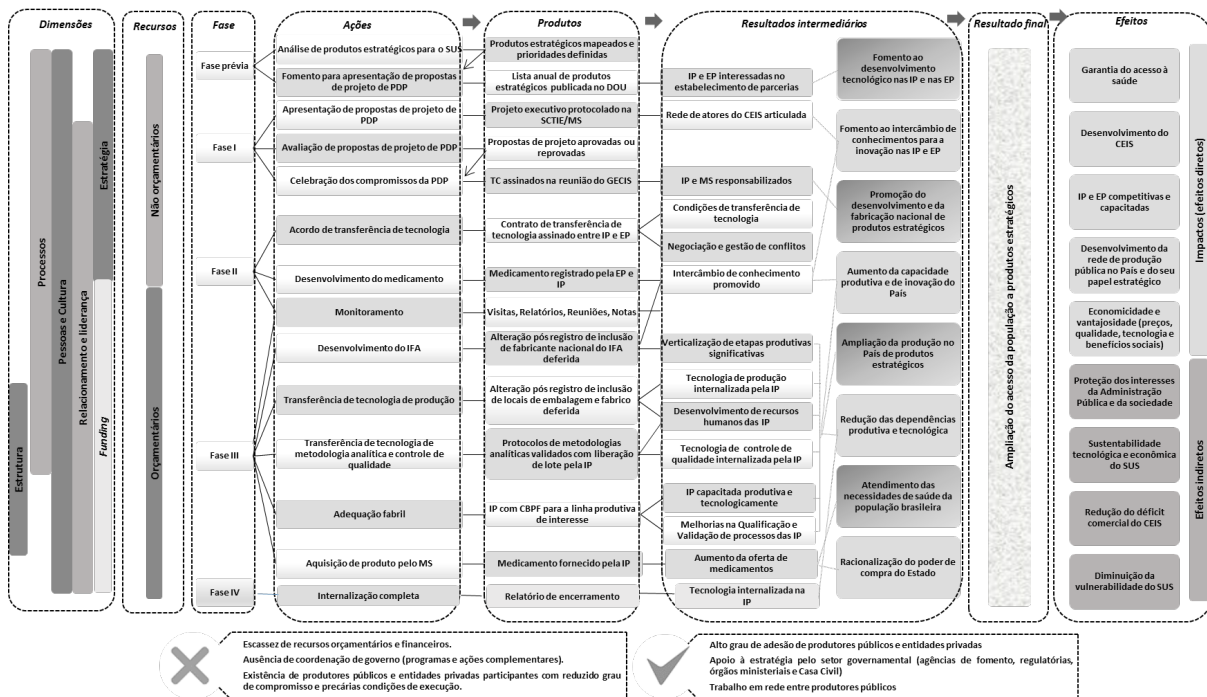 Dimensões
Recursos
Fase
Ações
Produtos
Resultados intermediários
Resultado final
Efeitos
Estrutura
Processos
Pessoas e Cultura
Relacionamento e liderança
Estratégia
Funding
Não orçamentários
Orçamentários
Fase prévia
Fase I
Fase II
Fase III
Fase IV
Análise de produtos estratégicos para o SUS
Fomento para apresentação de propostas
de projeto de PDP
Apresentação de propostas de projeto de
PDP
Avaliação de propostas de projeto de PDP
Celebração dos compromissos da PDP
Acordo de transferência de tecnologia
Desenvolvimento do medicamento
Monitoramento
Desenvolvimento do IFA
Transferência de tecnologia de produção
Transferência de tecnologia de
metodologia analítica e controle de
qualidade
Adequação fabril
Aquisição de produto pelo MS
Internalização completa
Produtos estratégicos mapeados e
prioridades definidas
Lista anual de produtos
estratégicos publicada no DOU
Projeto executivo protocolado na
SCTIE/MS
Propostas de projeto aprovadas ou
reprovadas
TC assinados na reunião do GECIS
Contrato de transferência de
tecnologia assinado entre IP e EP
Medicamento registrado pela EP e
IP
Visitas, Relatórios, Reuniões, Notas
Alteração pós registro de inclusão
de fabricante nacional do IFA
deferida
Alteração pós registro de inclusão
de locais de embalagem e fabrico
deferida
Protocolos de metodologias
analíticas validados com liberação
de lote pela IP
IP com CBPF para a linha produtiva
de interesse
Medicamento fornecido pela IP
Relatório de encerramento
IP e EP interessadas no
estabelecimento de parcerias
Rede de atores do CEIS articulada
IP e MS responsabilizados
Condições de transferência de
tecnologia
Negociação e gestão de conflitos
Intercâmbio de conhecimento
promovido
Verticalização de etapas produtivas
significativas
Tecnologia de produção
internalizada pela IP
Desenvolvimento de recursos
humanos das IP
Tecnologia de controle de
qualidade internalizada pela IP
IP capacitada produtiva e
tecnologicamente
Melhorias na Qualificação e
Validação de processos das IP
Aumento da oferta de
medicamentos
Tecnologia internalizada na
IP
Fomento ao
desenvolvimento
tecnológico nas IP e nas EP
Fomento ao intercâmbio de
conhecimentos para a
inovação nas IP e EP
Promoção do
desenvolvimento e da
fabricação nacional de
produtos estratégicos
Aumento da capacidade
produtiva e de inovação do
País
Ampliação da produção no
País de produtos
estratégicos
Redução das dependências
produtiva e tecnológica
Atendimento das
necessidades de saúde da
população brasileira
Racionalização do poder de
compra do Estado
Ampliação do acesso da população a produtos estratégicos
Garantia do acesso à
saúde
Desenvolvimento do
CEIS
IP e EP competitivas e
capacitadas
Desenvolvimento da
rede de produção
pública no País e do seu
papel estratégico
Economicidade e
vantajosidade (preços,
qualidade, tecnologia e
benefícios sociais)
Proteção dos interesses
da Administração
Pública e da sociedade
Sustentabilidade
tecnológica e econômica
do SUS
Redução do déficit
comercial do CEIS
Diminuição da
vulnerabilidade do SUS
Impactos (efeitos diretos)
Efeitos indiretos
Escassez de recursos orçamentários e financeiros.
Ausência de coordenação de governo (programas e ações complementares).
Existência de produtores públicos e entidades privadas participantes com reduzido grau
de compromisso e precárias condições de execução.
Alto grau de adesão de produtores públicos e entidades privadas
Apoio à estratégia pelo setor governamental (agências de fomento, regulatórias,
órgãos ministeriais e Casa Civil)
Trabalho em rede entre produtores públicos